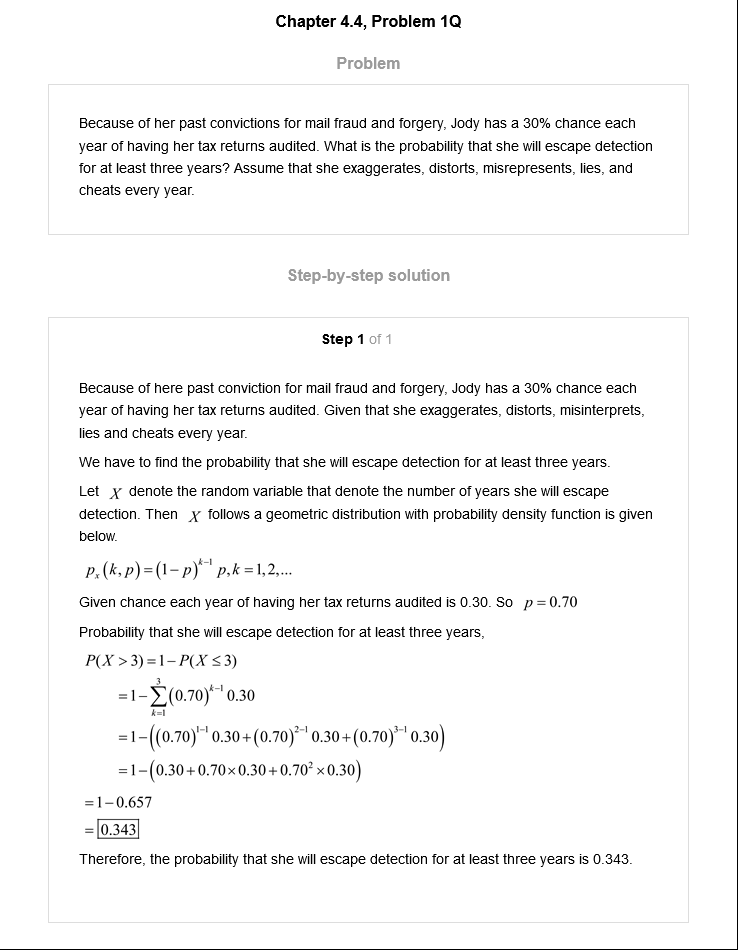 Chapter 4.4, Problem 1Q
Problem
Because of her past convictions for mail fraud and forgery, Jody has a 30% chance each
year of having her tax returns audited. What is the probability that she will escape detection
for at least three years? Assume that she exaggerates, distorts, misrepresents, lies, and
cheats every year.
Step-by-step solution
Step 1 of 1
Because of here past conviction for mail fraud and forgery, Jody has a 30% chance each
year of having her tax returns audited. Given that she exaggerates, distorts, misinterprets,
lies and cheats every year.
We have to find the probability that she will escape detection for at least three years.
Let X denote the random variable that denote the number of years she will escape
detection. Then X follows a geometric distribution with probability density function is given
below.
pₓ(k, p) = (1 − p)^(k−1) p, k = 1, 2,...
Given chance each year of having her tax returns audited is 0.30. So p = 0.70
Probability that she will escape detection for at least three years,
P(X > 3) = 1 − P(X ≤ 3)
= 1 − ∑_(k=1)^3 (0.70)^(k−1) 0.30
= 1 − ((0.70)^(1−1) 0.30 + (0.70)^(2−1) 0.30 + (0.70)^(3−1) 0.30)
= 1 − (0.30 + 0.70 × 0.30 + 0.70² × 0.30)
= 1 − 0.657
= 0.343
Therefore, the probability that she will escape detection for at least three years is 0.343.